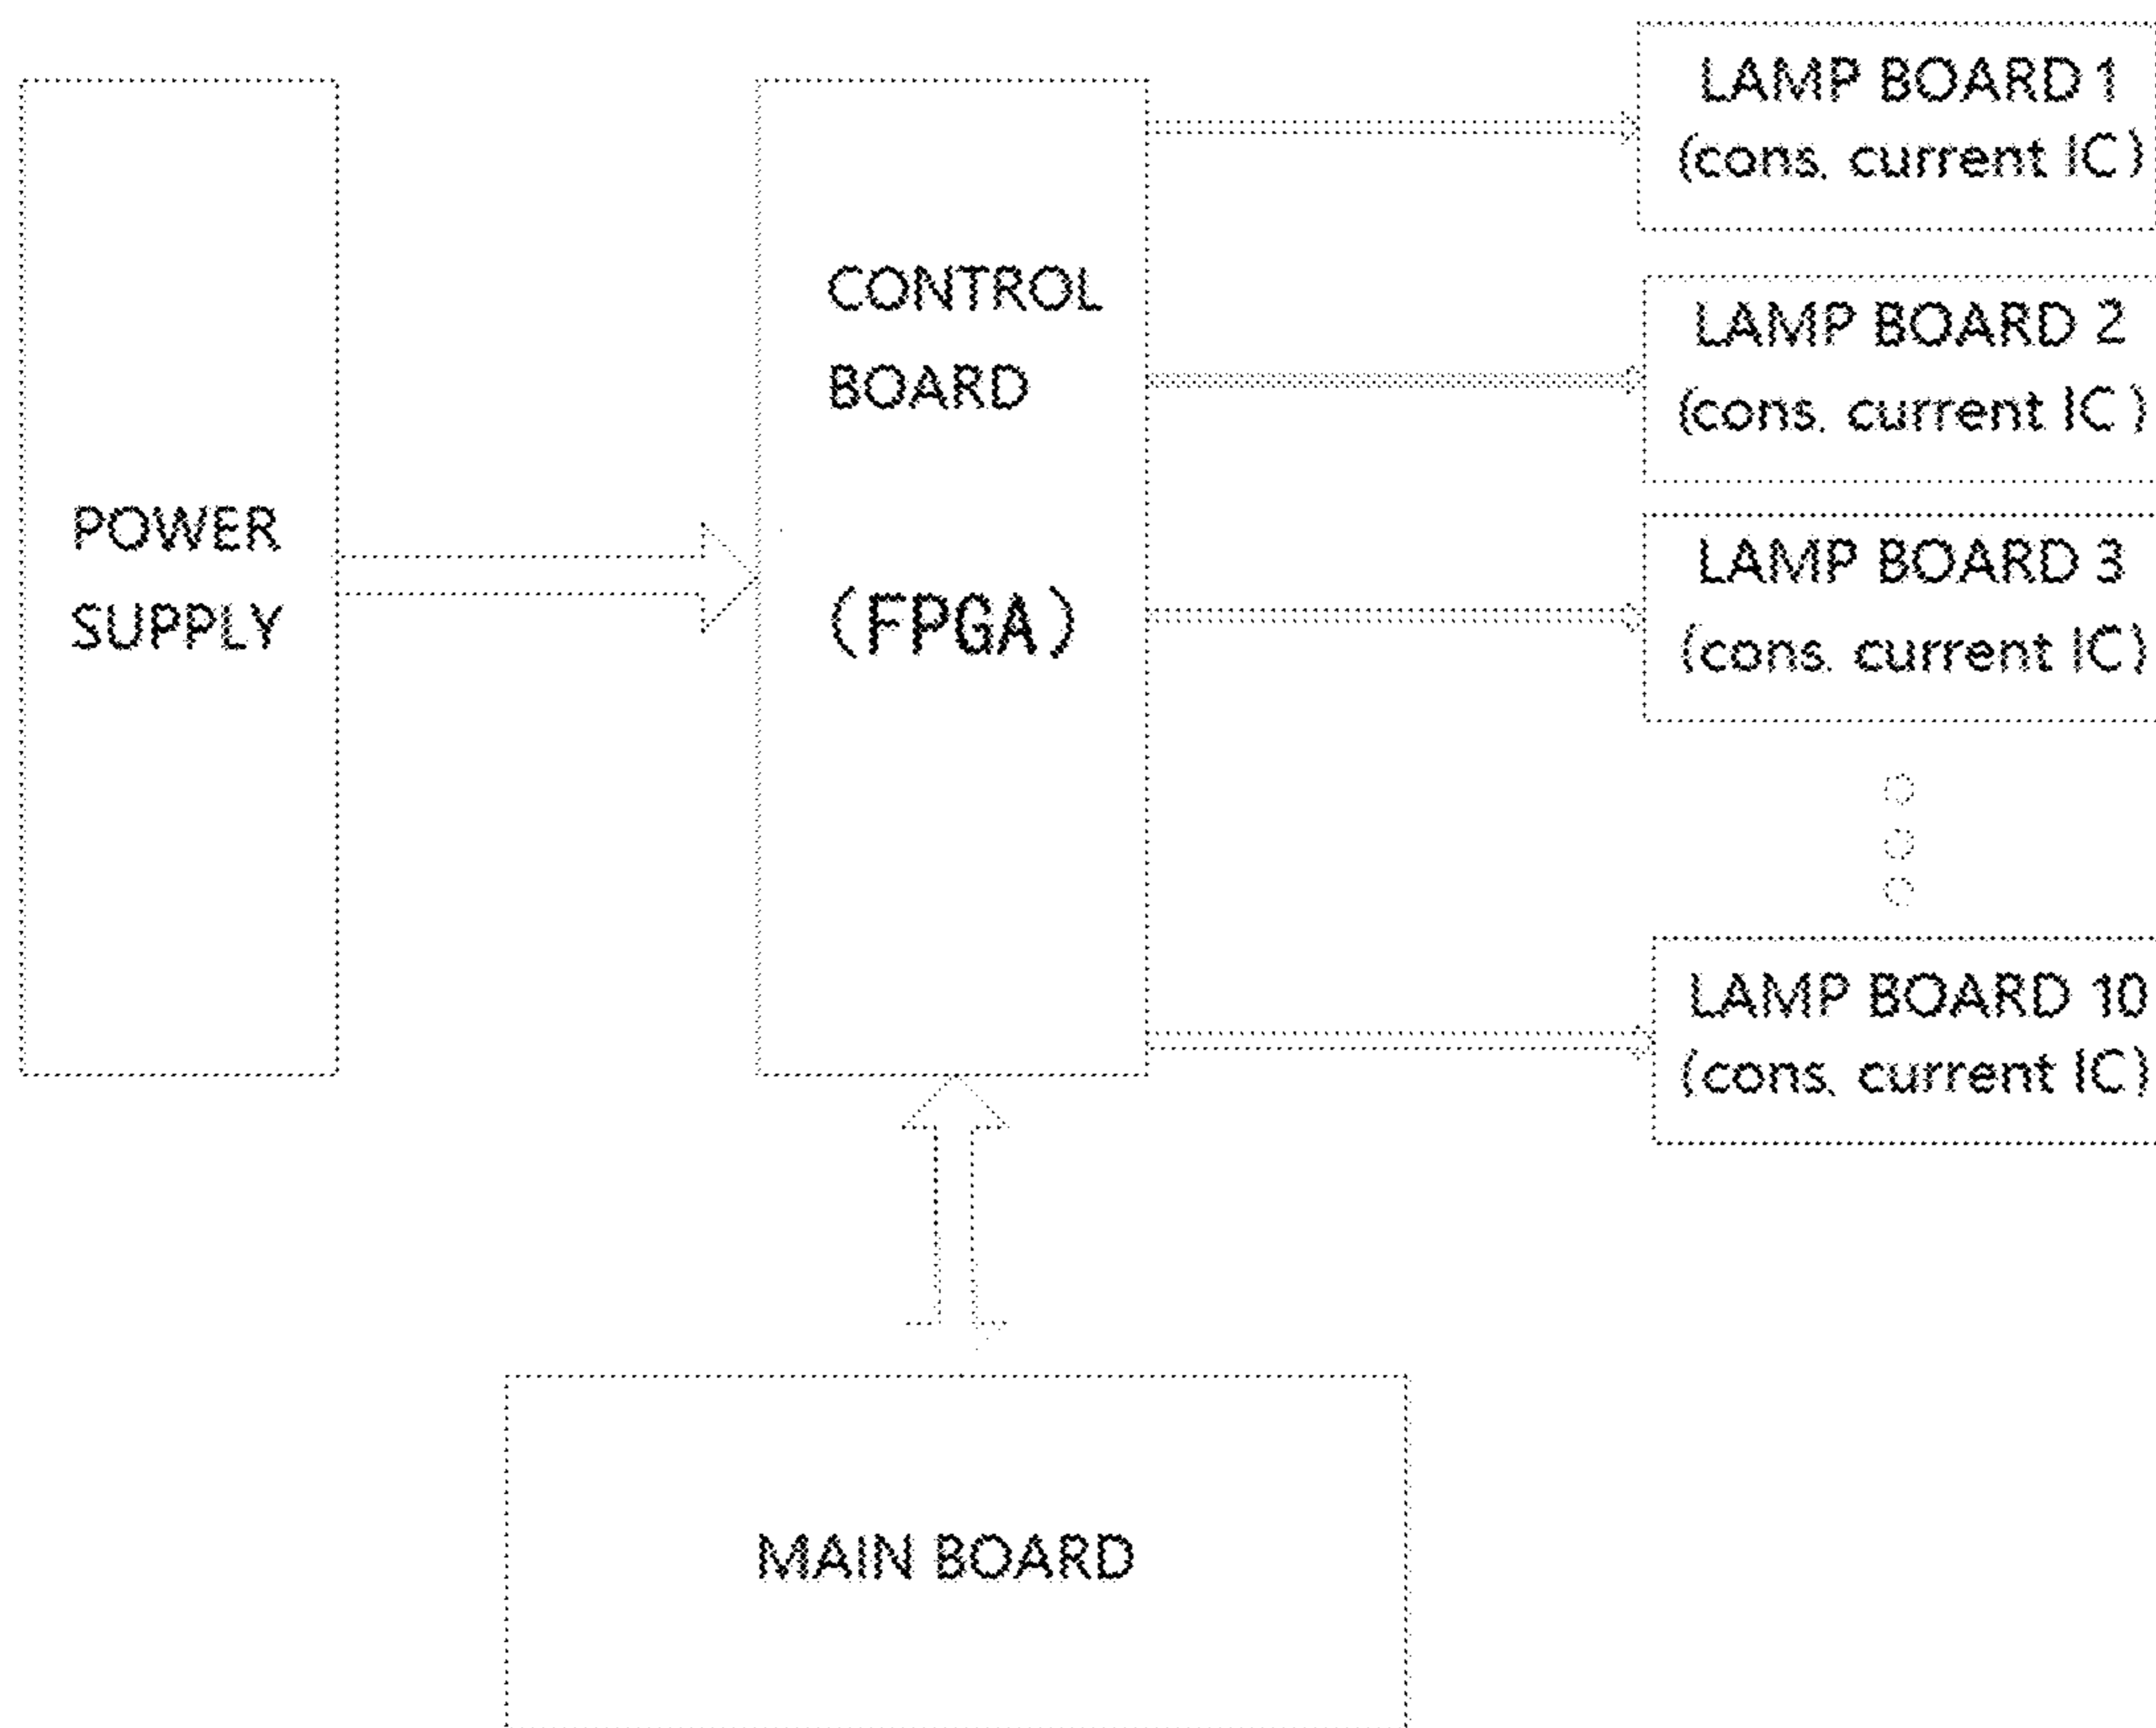 POWER
SUPPLY
CONTROL
BOARD
(FPGA)
LAMP BOARD 1
(cons. current IC)
LAMP BOARD 2
(cons. current IC)
LAMP BOARD 3
(cons. current IC)
LAMP BOARD 10
(cons. current IC)
MAIN BOARD